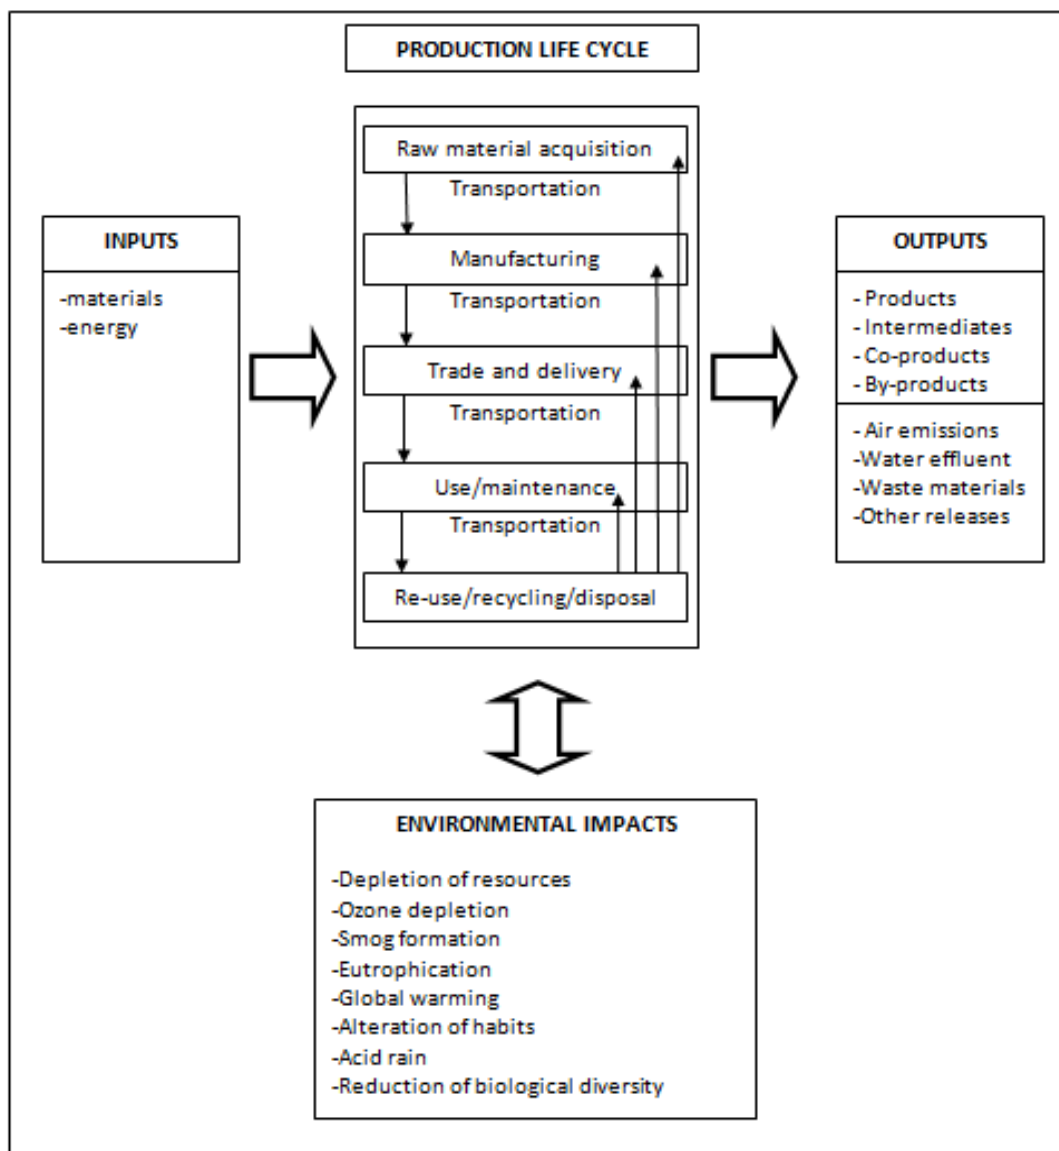 PRODUCTION LIFE CYCLE
Raw material acquisition
Transportation
Manufacturing
Transportation
Trade and delivery
Transportation
Use/maintenance
Transportation
Re-use/recycling/disposal
INPUTS
-materials
-energy
OUTPUTS
- Products
- Intermediates
- Co-products
- By-products
- Air emissions
-Water effluent
-Waste materials
-Other releases
ENVIRONMENTAL IMPACTS
-Depletion of resources
-Ozone depletion
-Smog formation
-Eutrophication
-Global warming
-Alteration of habits
-Acid rain
-Reduction of biological diversity